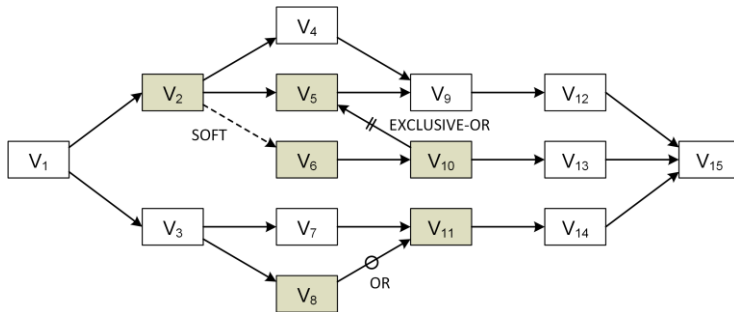 V₄
V₂ V₅ V₉ V₁₂
SOFT EXCLUSIVE-OR
V₁ V₆ V₁₀ V₁₃ V₁₅
V₃ V₇ V₁₁ V₁₄
V₈ OR